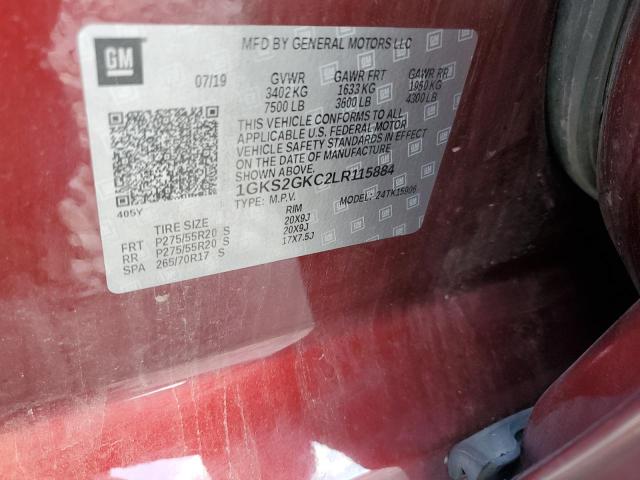 GM
MFD BY GENERAL MOTORS LLC
07/19 GVWR GAWR FRT GAWR RR
3402 KG 1633 KG 1950 KG
7500 LB 3600 LB 4300 LB
THIS VEHICLE CONFORMS TO ALL
APPLICABLE U.S. FEDERAL MOTOR
VEHICLE SAFETY STANDARDS IN EFFECT
ON THE DATE OF MANUFACTURE.
1GKS2GKC2LR115884
405Y TYPE: M.P.V. MODEL: 24TK15906
TIRE SIZE RIM
FRT P275/55R20 S 20X9J
RR P275/55R20 S 20X9J
SPA 265/70R17 S 17X7.5J